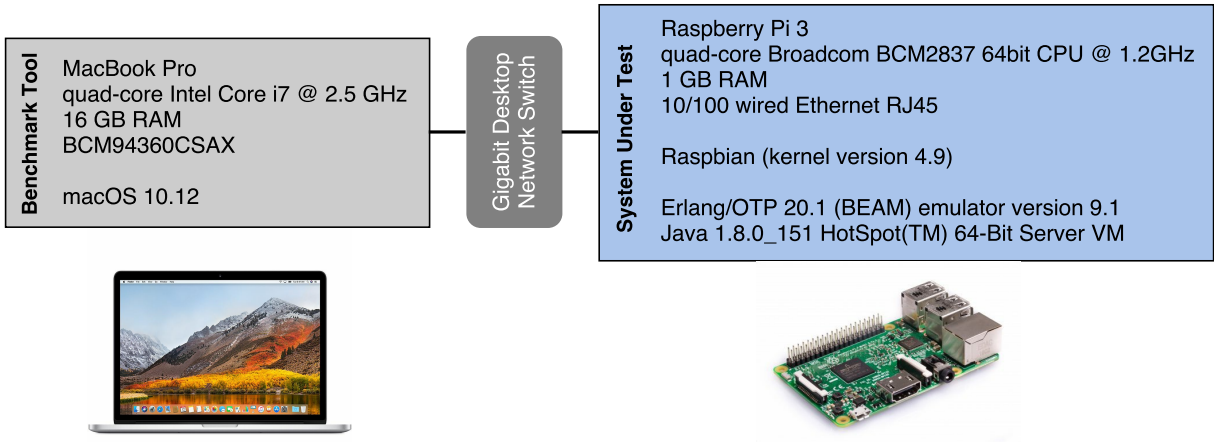 Benchmark Tool
MacBook Pro
quad-core Intel Core i7 @ 2.5 GHz
16 GB RAM
BCM94360CSAX
macOS 10.12
Gigabit Desktop
Network Switch
System Under Test
Raspberry Pi 3
quad-core Broadcom BCM2837 64bit CPU @ 1.2GHz
1 GB RAM
10/100 wired Ethernet RJ45
Raspbian (kernel version 4.9)
Erlang/OTP 20.1 (BEAM) emulator version 9.1
Java 1.8.0_151 HotSpot(TM) 64-Bit Server VM